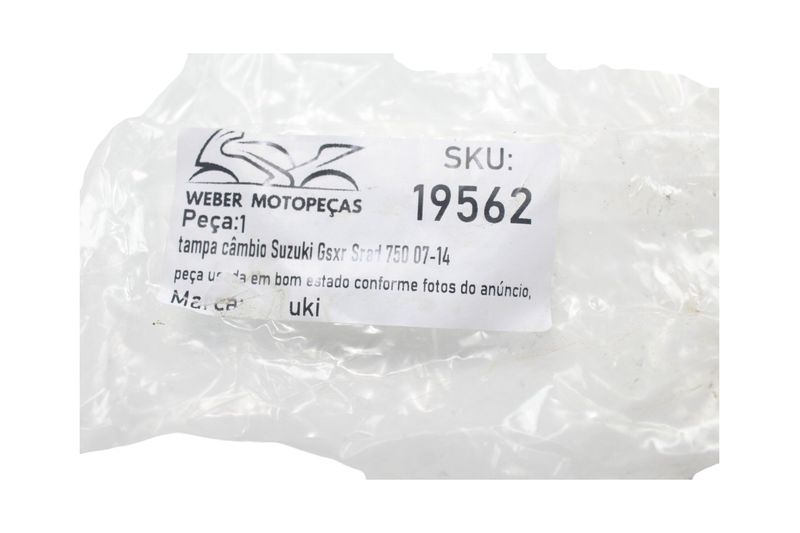 WEBER MOTOPEÇAS
SKU:
19562
Peça:1
tampa câmbio Suzuki Gsxr Srad 750 07-14
peça usada em bom estado conforme fotos do anúncio,
Marca: uki